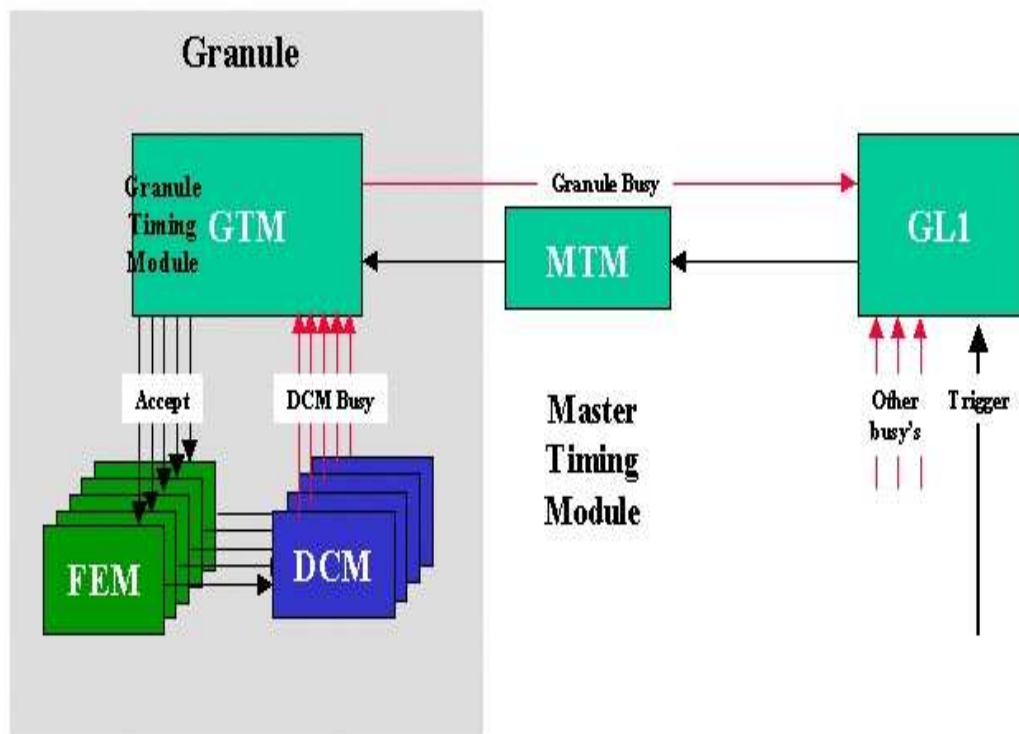 Granule
Granule
Timing
Module
GTM
Granule Busy
MTM
GL1
Accept
DCM Busy
Master
Timing
Module
Other
busy's
Trigger
FEM
DCM